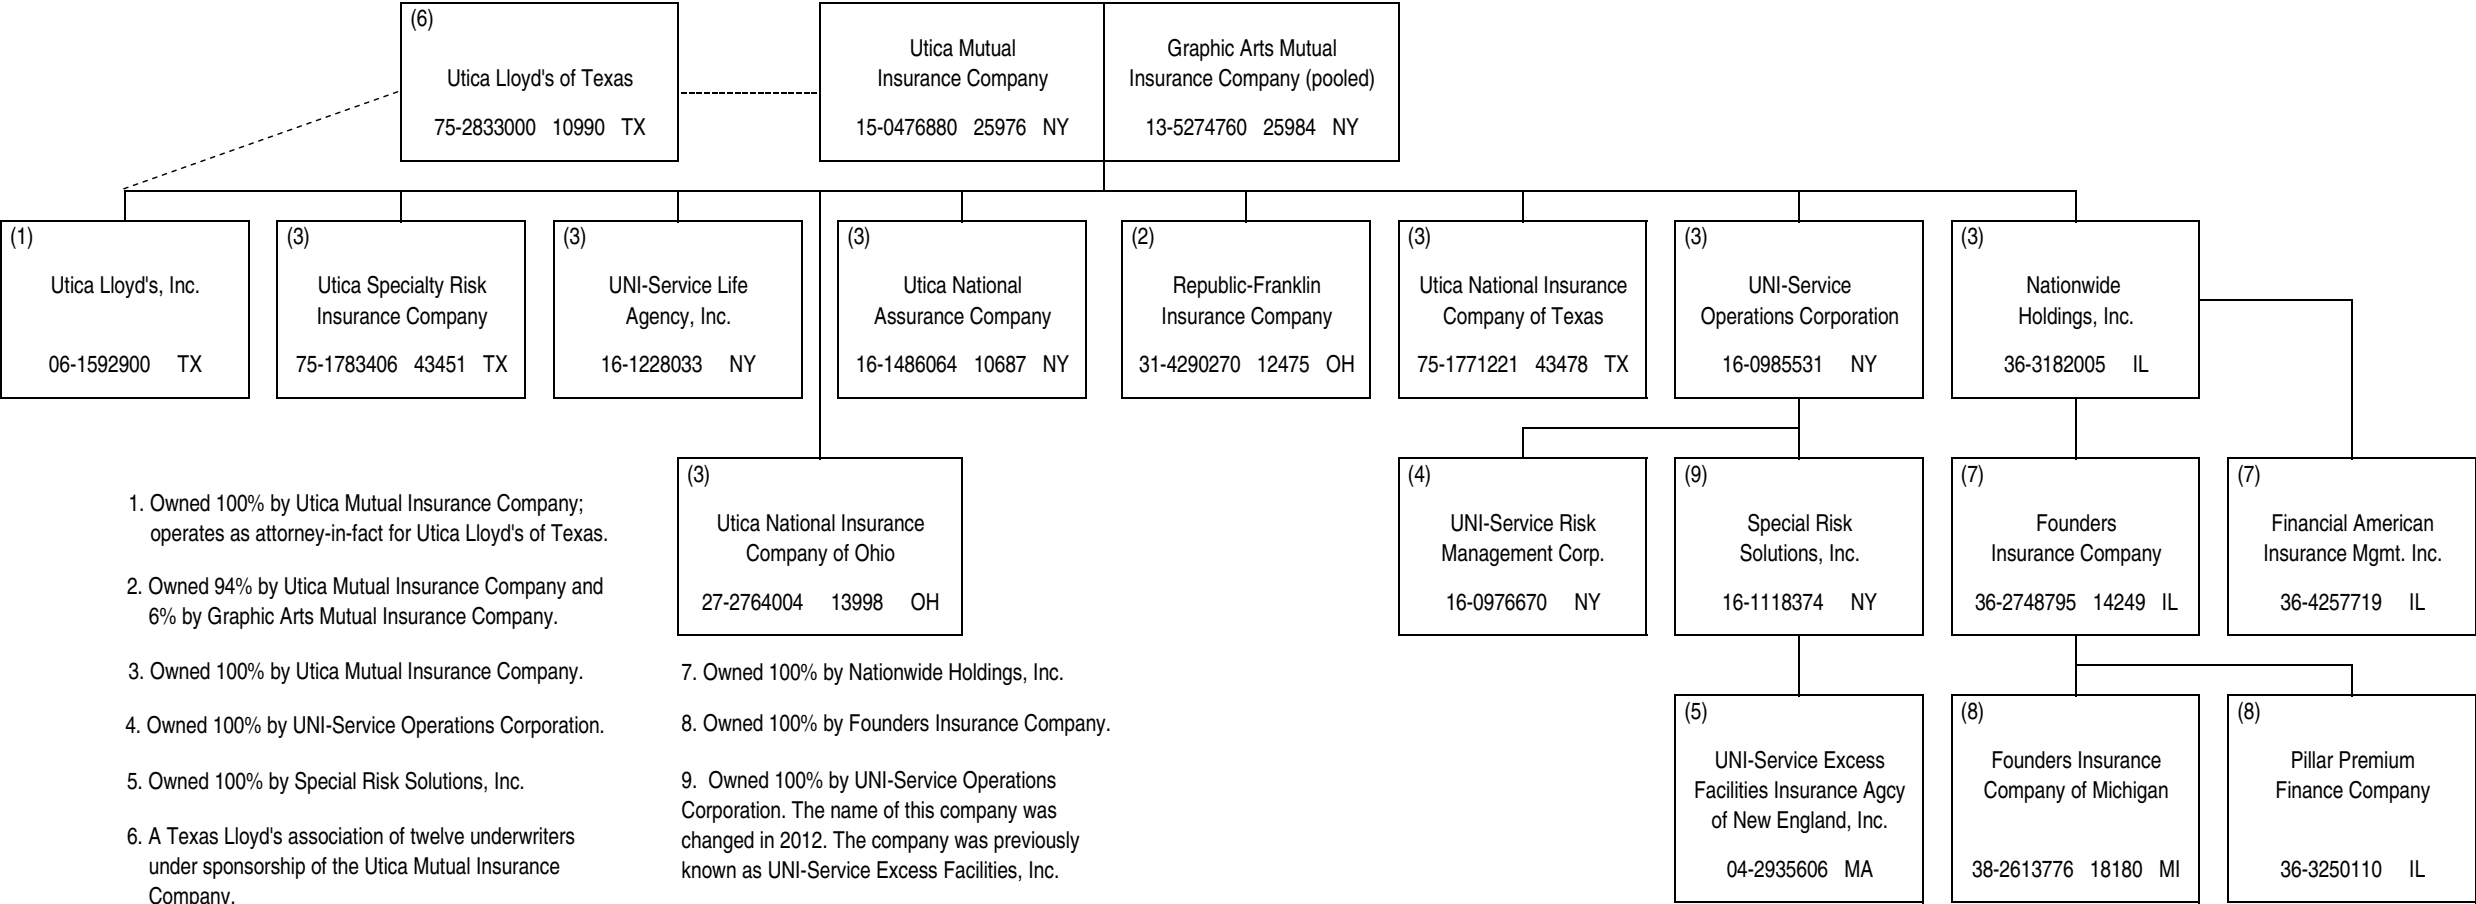 (6)
Utica Lloyd's of Texas
75-2833000 10990 TX
Utica Mutual
Insurance Company
15-0476880 25976 NY
Graphic Arts Mutual
Insurance Company (pooled)
13-5274760 25984 NY
(1)
Utica Lloyd's, Inc.
06-1592900 TX
(3)
Utica Specialty Risk
Insurance Company
75-1783406 43451 TX
(3)
UNI-Service Life
Agency, Inc.
16-1228033 NY
(3)
Utica National
Assurance Company
16-1486064 10687 NY
(2)
Republic-Franklin
Insurance Company
31-4290270 12475 OH
(3)
Utica National Insurance
Company of Texas
75-1771221 43478 TX
(3)
UNI-Service
Operations Corporation
16-0985531 NY
(3)
Nationwide
Holdings, Inc.
36-3182005 IL
(3)
Utica National Insurance
Company of Ohio
27-2764004 13998 OH
(4)
UNI-Service Risk
Management Corp.
16-0976670 NY
(9)
Special Risk
Solutions, Inc.
16-1118374 NY
(7)
Founders
Insurance Company
36-2748795 14249 IL
(7)
Financial American
Insurance Mgmt. Inc.
36-4257719 IL
(5)
UNI-Service Excess
Facilities Insurance Agcy
of New England, Inc.
04-2935606 MA
(8)
Founders Insurance
Company of Michigan
38-2613776 18180 MI
(8)
Pillar Premium
Finance Company
36-3250110 IL
1. Owned 100% by Utica Mutual Insurance Company;
operates as attorney-in-fact for Utica Lloyd's of Texas.
2. Owned 94% by Utica Mutual Insurance Company and
6% by Graphic Arts Mutual Insurance Company.
3. Owned 100% by Utica Mutual Insurance Company.
4. Owned 100% by UNI-Service Operations Corporation.
5. Owned 100% by Special Risk Solutions, Inc.
6. A Texas Lloyd's association of twelve underwriters
under sponsorship of the Utica Mutual Insurance
Company.
7. Owned 100% by Nationwide Holdings, Inc.
8. Owned 100% by Founders Insurance Company.
9. Owned 100% by UNI-Service Operations
Corporation. The name of this company was
changed in 2012. The company was previously
known as UNI-Service Excess Facilities, Inc.